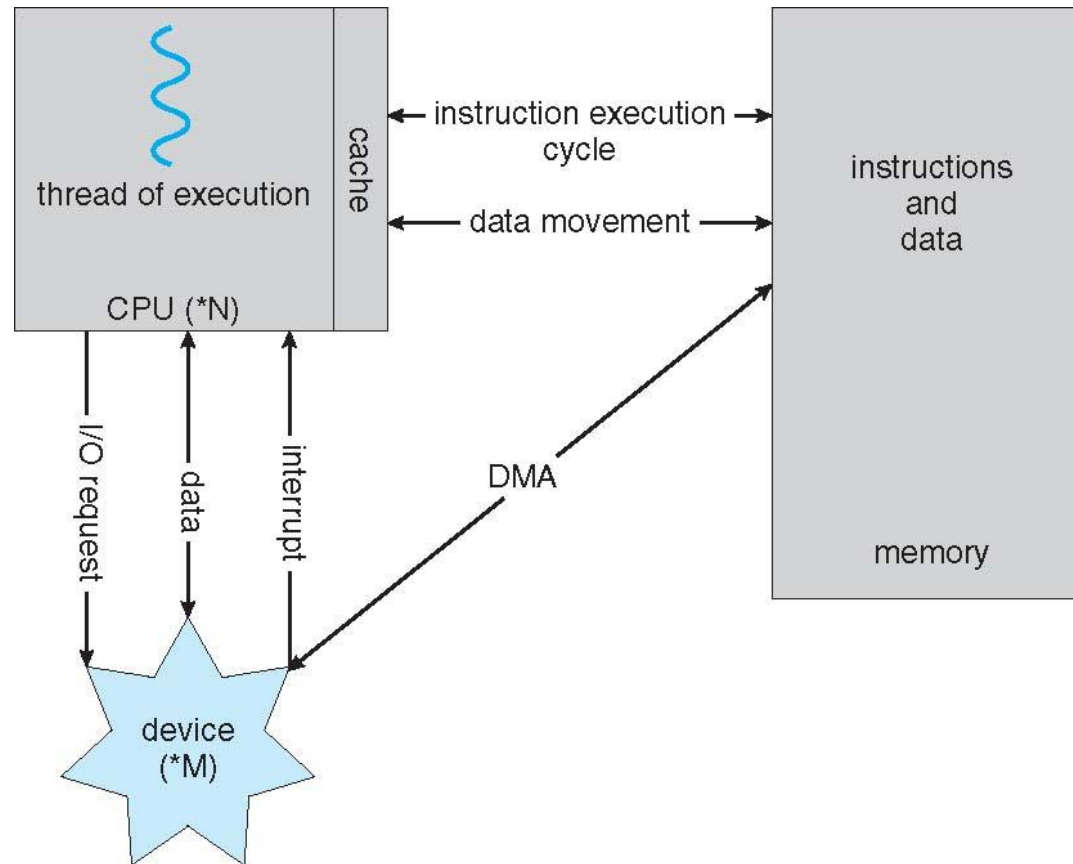 thread of execution
cache
CPU (*N)
instruction execution
cycle
data movement
instructions
and
data
memory
I/O request
data
interrupt
DMA
device
(*M)